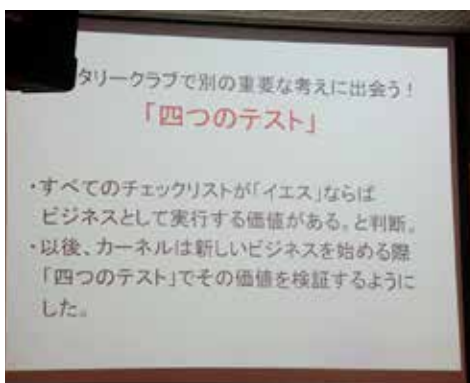 タリークラブで別の重要な考えに出会う！
「四つのテスト」
・すべてのチェックリストが「イエス」ならば
ビジネスとして実行する価値がある。と判断。
・以後、カーネルは新しいビジネスを始める際
「四つのテスト」でその価値を検証するように
した。